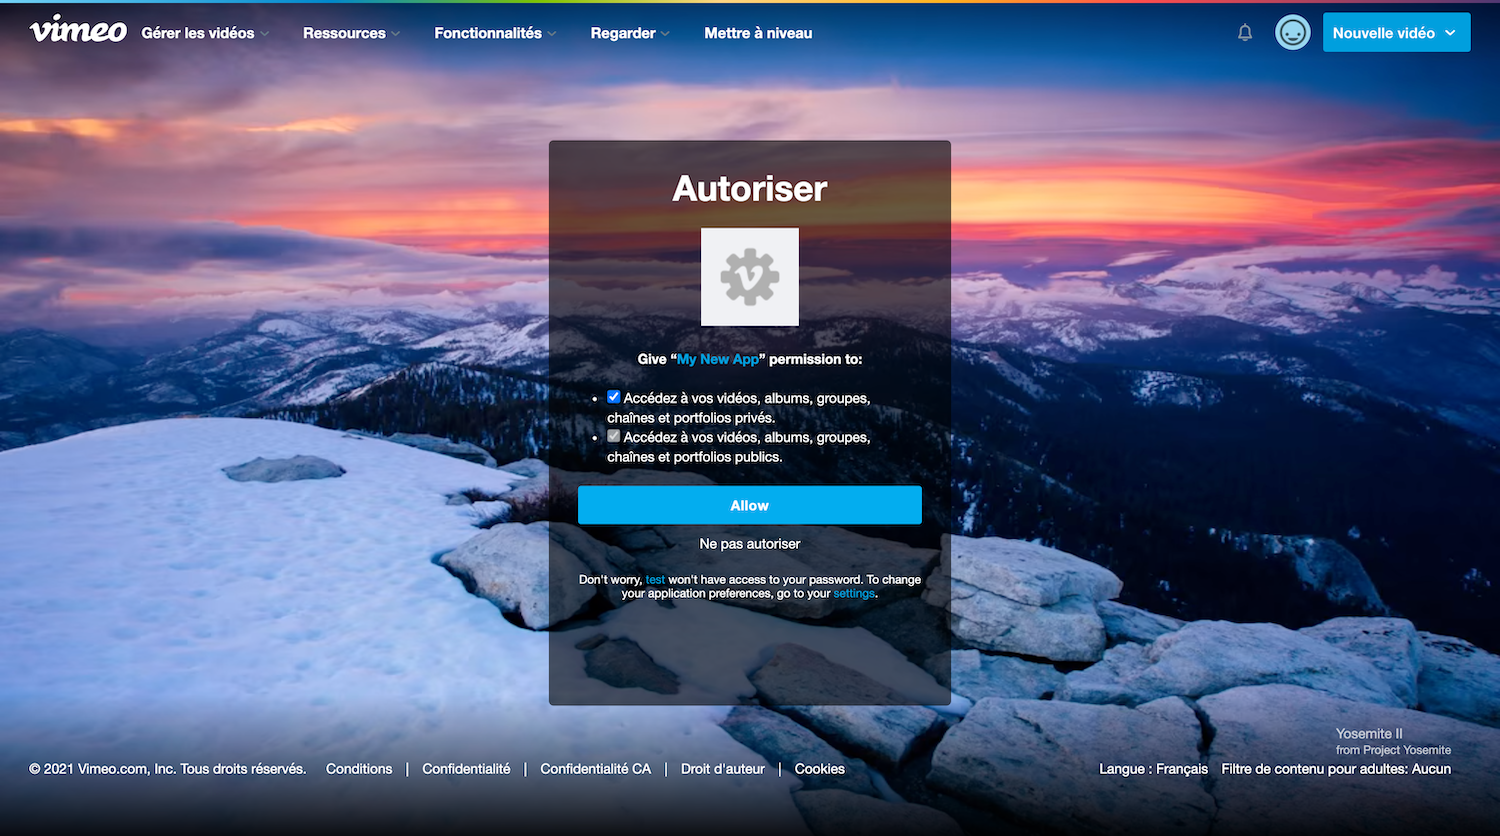 vimeo Gérer les vidéos Ressources Fonctionnalités Regarder Mettre à niveau Nouvelle vidéo
Autoriser
Give “My New App” permission to:
• Accédez à vos vidéos, albums, groupes,
chaînes et portfolios privés.
• Accédez à vos vidéos, albums, groupes,
chaînes et portfolios publics.
Allow
Ne pas autoriser
Don't worry, test won't have access to your password. To change
your application preferences, go to your settings.
Yosemite II
from Project Yosemite
© 2021 Vimeo.com, Inc. Tous droits réservés. Conditions | Confidentialité | Confidentialité CA | Droit d'auteur | Cookies Langue : Français Filtre de contenu pour adultes: Aucun